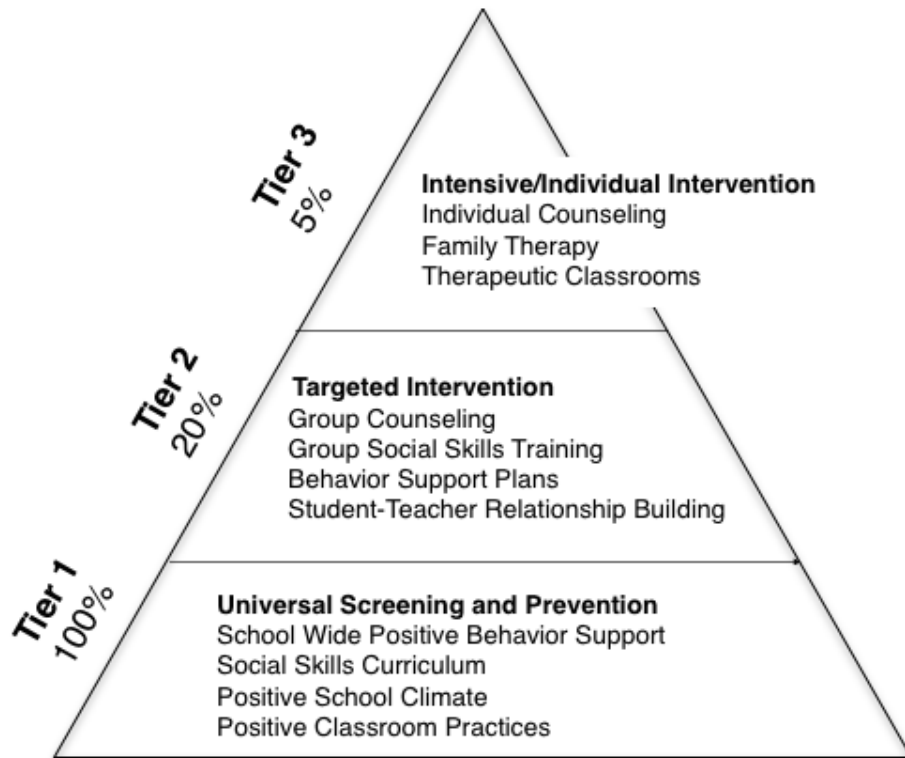 Tier 3
5%
Intensive/Individual Intervention
Individual Counseling
Family Therapy
Therapeutic Classrooms
Tier 2
20%
Targeted Intervention
Group Counseling
Group Social Skills Training
Behavior Support Plans
Student-Teacher Relationship Building
Tier 1
100%
Universal Screening and Prevention
School Wide Positive Behavior Support
Social Skills Curriculum
Positive School Climate
Positive Classroom Practices